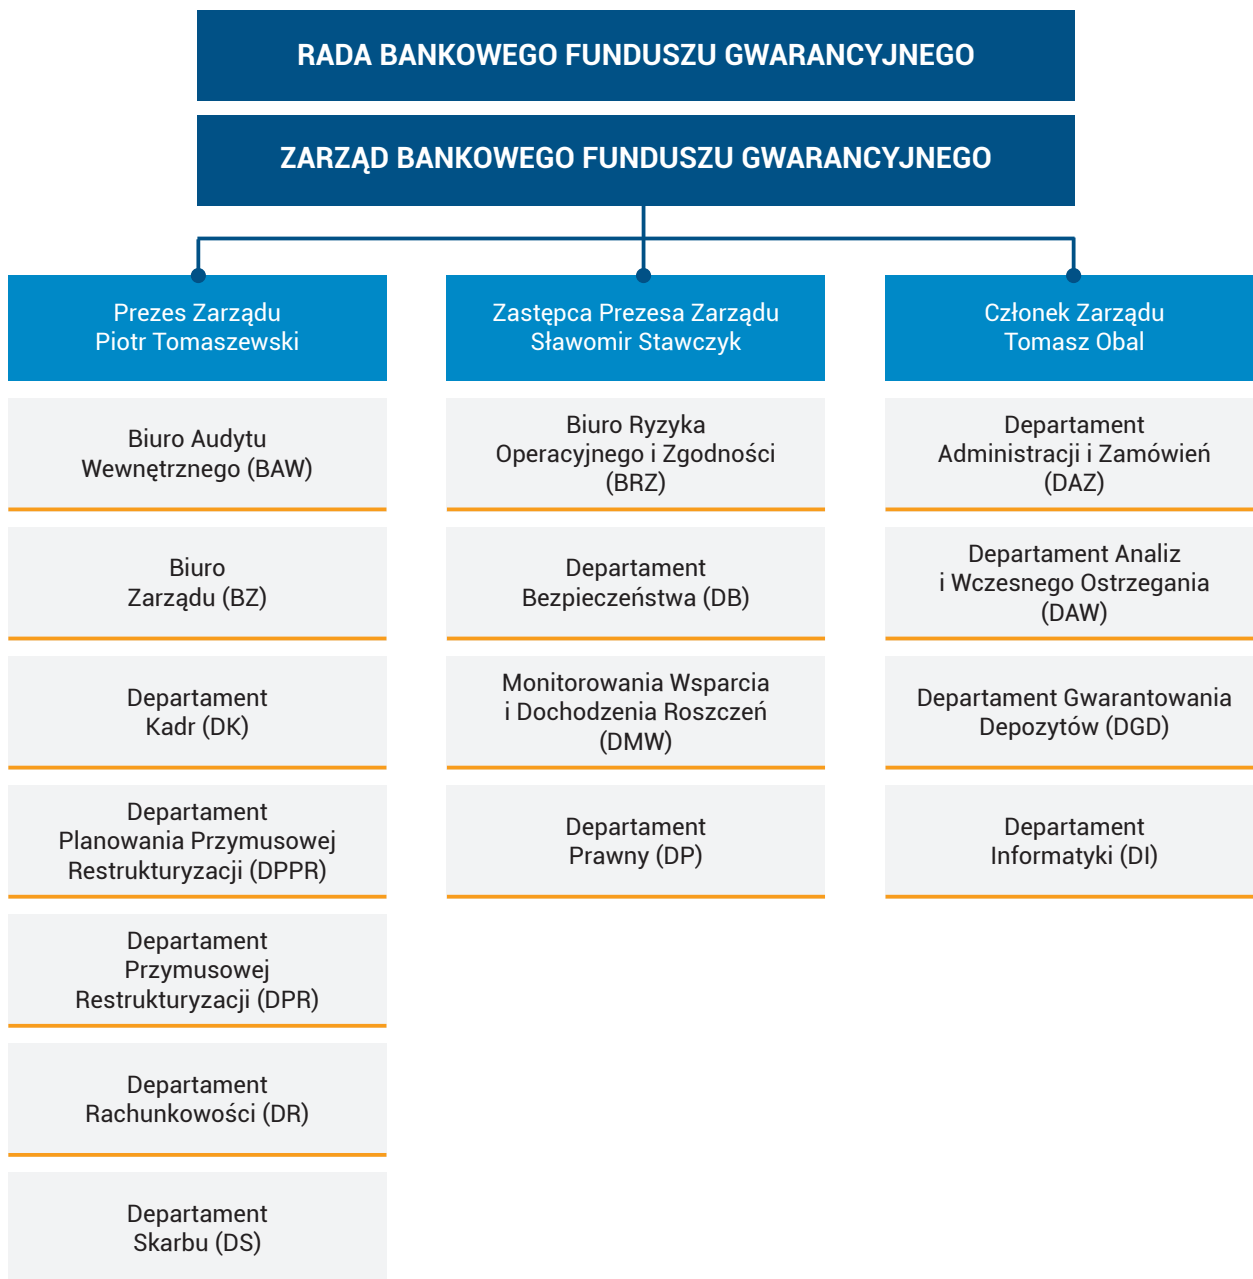 RADA BANKOWEGO FUNDUSZU GWARANCYJNEGO
ZARZĄD BANKOWEGO FUNDUSZU GWARANCYJNEGO
Prezes Zarządu
Piotr Tomaszewski
Biuro Audytu
Wewnętrznego (BAW)
Biuro
Zarządu (BZ)
Departament
Kadr (DK)
Departament
Planowania Przymusowej
Restrukturyzacji (DPPR)
Departament
Przymusowej
Restrukturyzacji (DPR)
Departament
Rachunkowości (DR)
Departament
Skarbu (DS)
Zastępca Prezesa Zarządu
Sławomir Stawczyk
Biuro Ryzyka
Operacyjnego i Zgodności
(BRZ)
Departament
Bezpieczeństwa (DB)
Monitorowania Wsparcia
i Dochodzenia Roszczeń
(DMW)
Departament
Prawny (DP)
Członek Zarządu
Tomasz Obal
Departament
Administracji i Zamówień
(DAZ)
Departament Analiz
i Wczesnego Ostrzegania
(DAW)
Departament Gwarantowania
Depozytów (DGD)
Departament
Informatyki (DI)